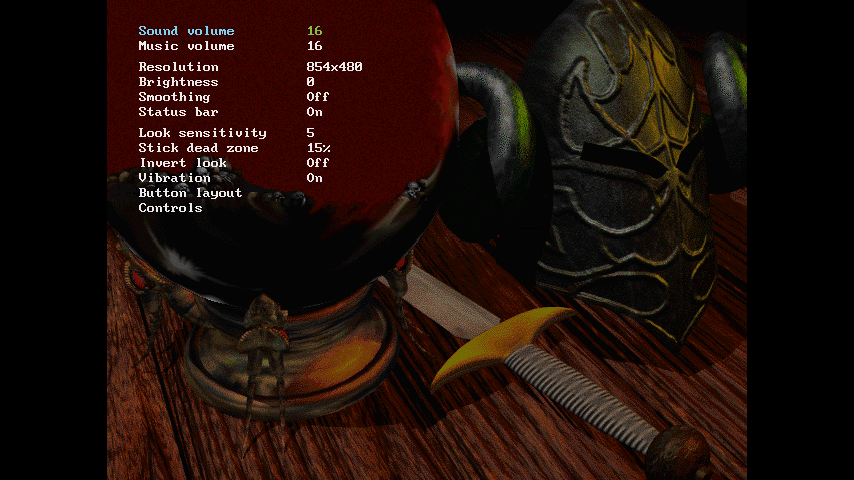 Sound volume 16
Music volume 16
Resolution 854x480
Brightness 0
Smoothing Off
Status bar On
Look sensitivity 5
Stick dead zone 15%
Invert look Off
Vibration On
Button layout
Controls